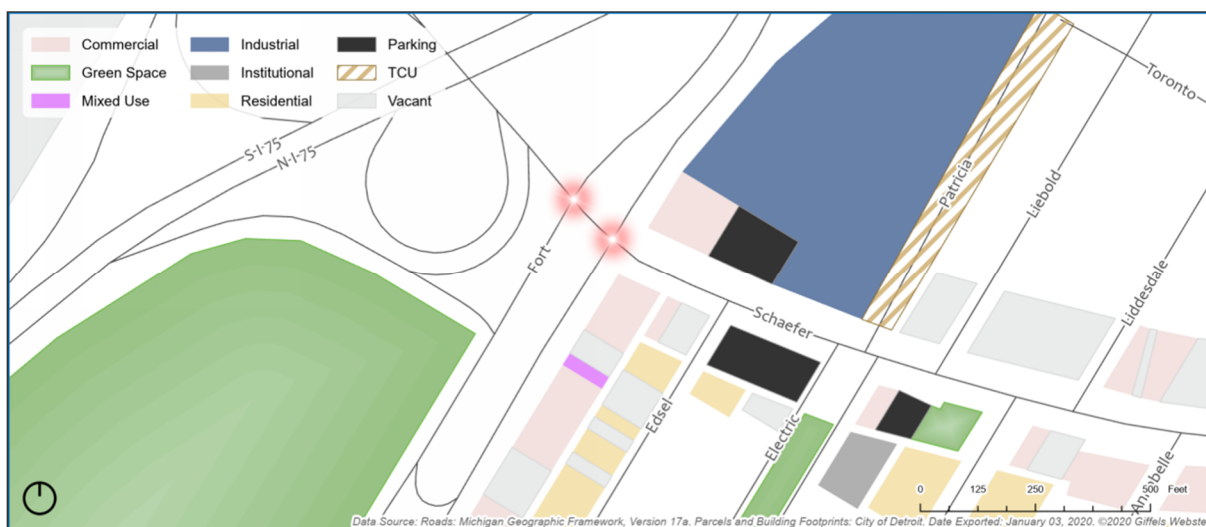 Commercial
Industrial
Parking
Green Space
Institutional
TCU
Mixed Use
Residential
Vacant
S-I-75
N-I-75
Toronto
Patricia
Liebold
Liddesdale
Fort
Schaefer
Edsel
Electric
Annabelle
0 125 250 500 Feet
Data Source: Roads: Michigan Geographic Framework, Version 17a. Parcels and Building Footprints: City of Detroit. Date Exported: January 03, 2020. ©2020 Giffels Webster